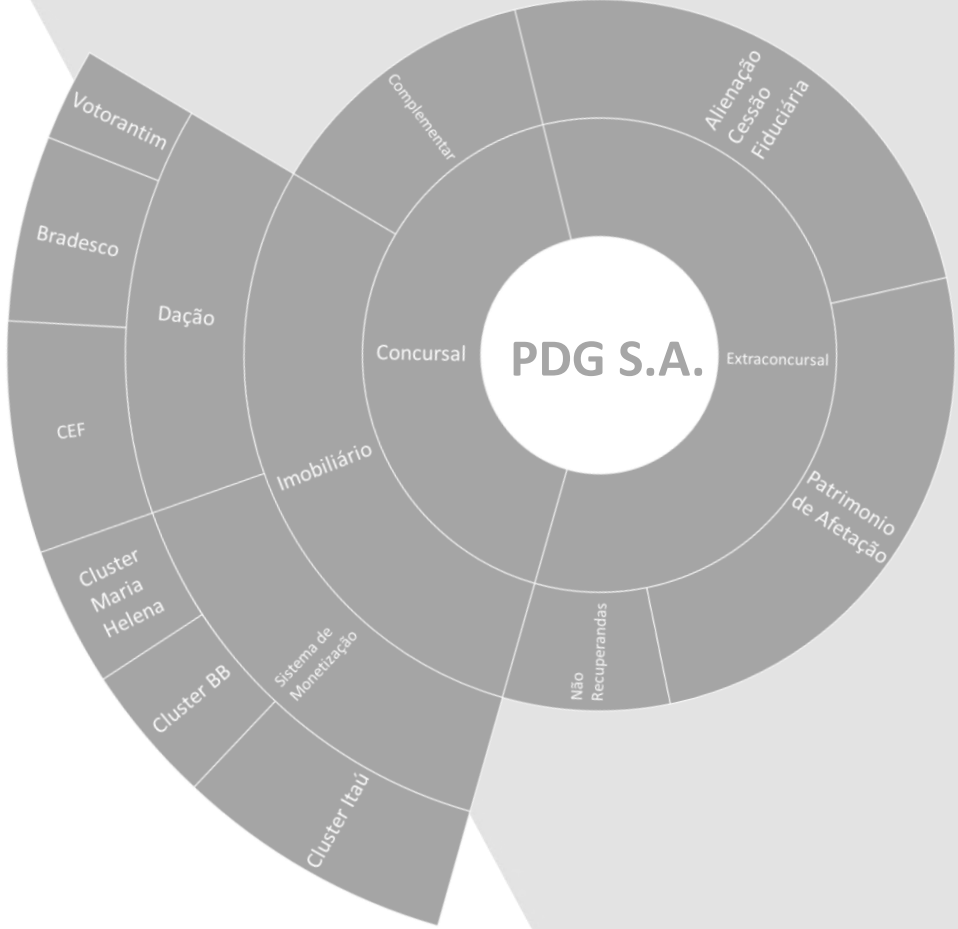 PDG S.A.
Concursal
Complementar
Imobiliário
Dação
Votorantim
Bradesco
CEF
Sistema de
Monetização
Cluster
Maria
Helena
Cluster BB
Cluster Itaú
Extraconcursal
Alienação
Cessão
Fiduciária
Patrimonio
de Afetação
Não
Recuperandas